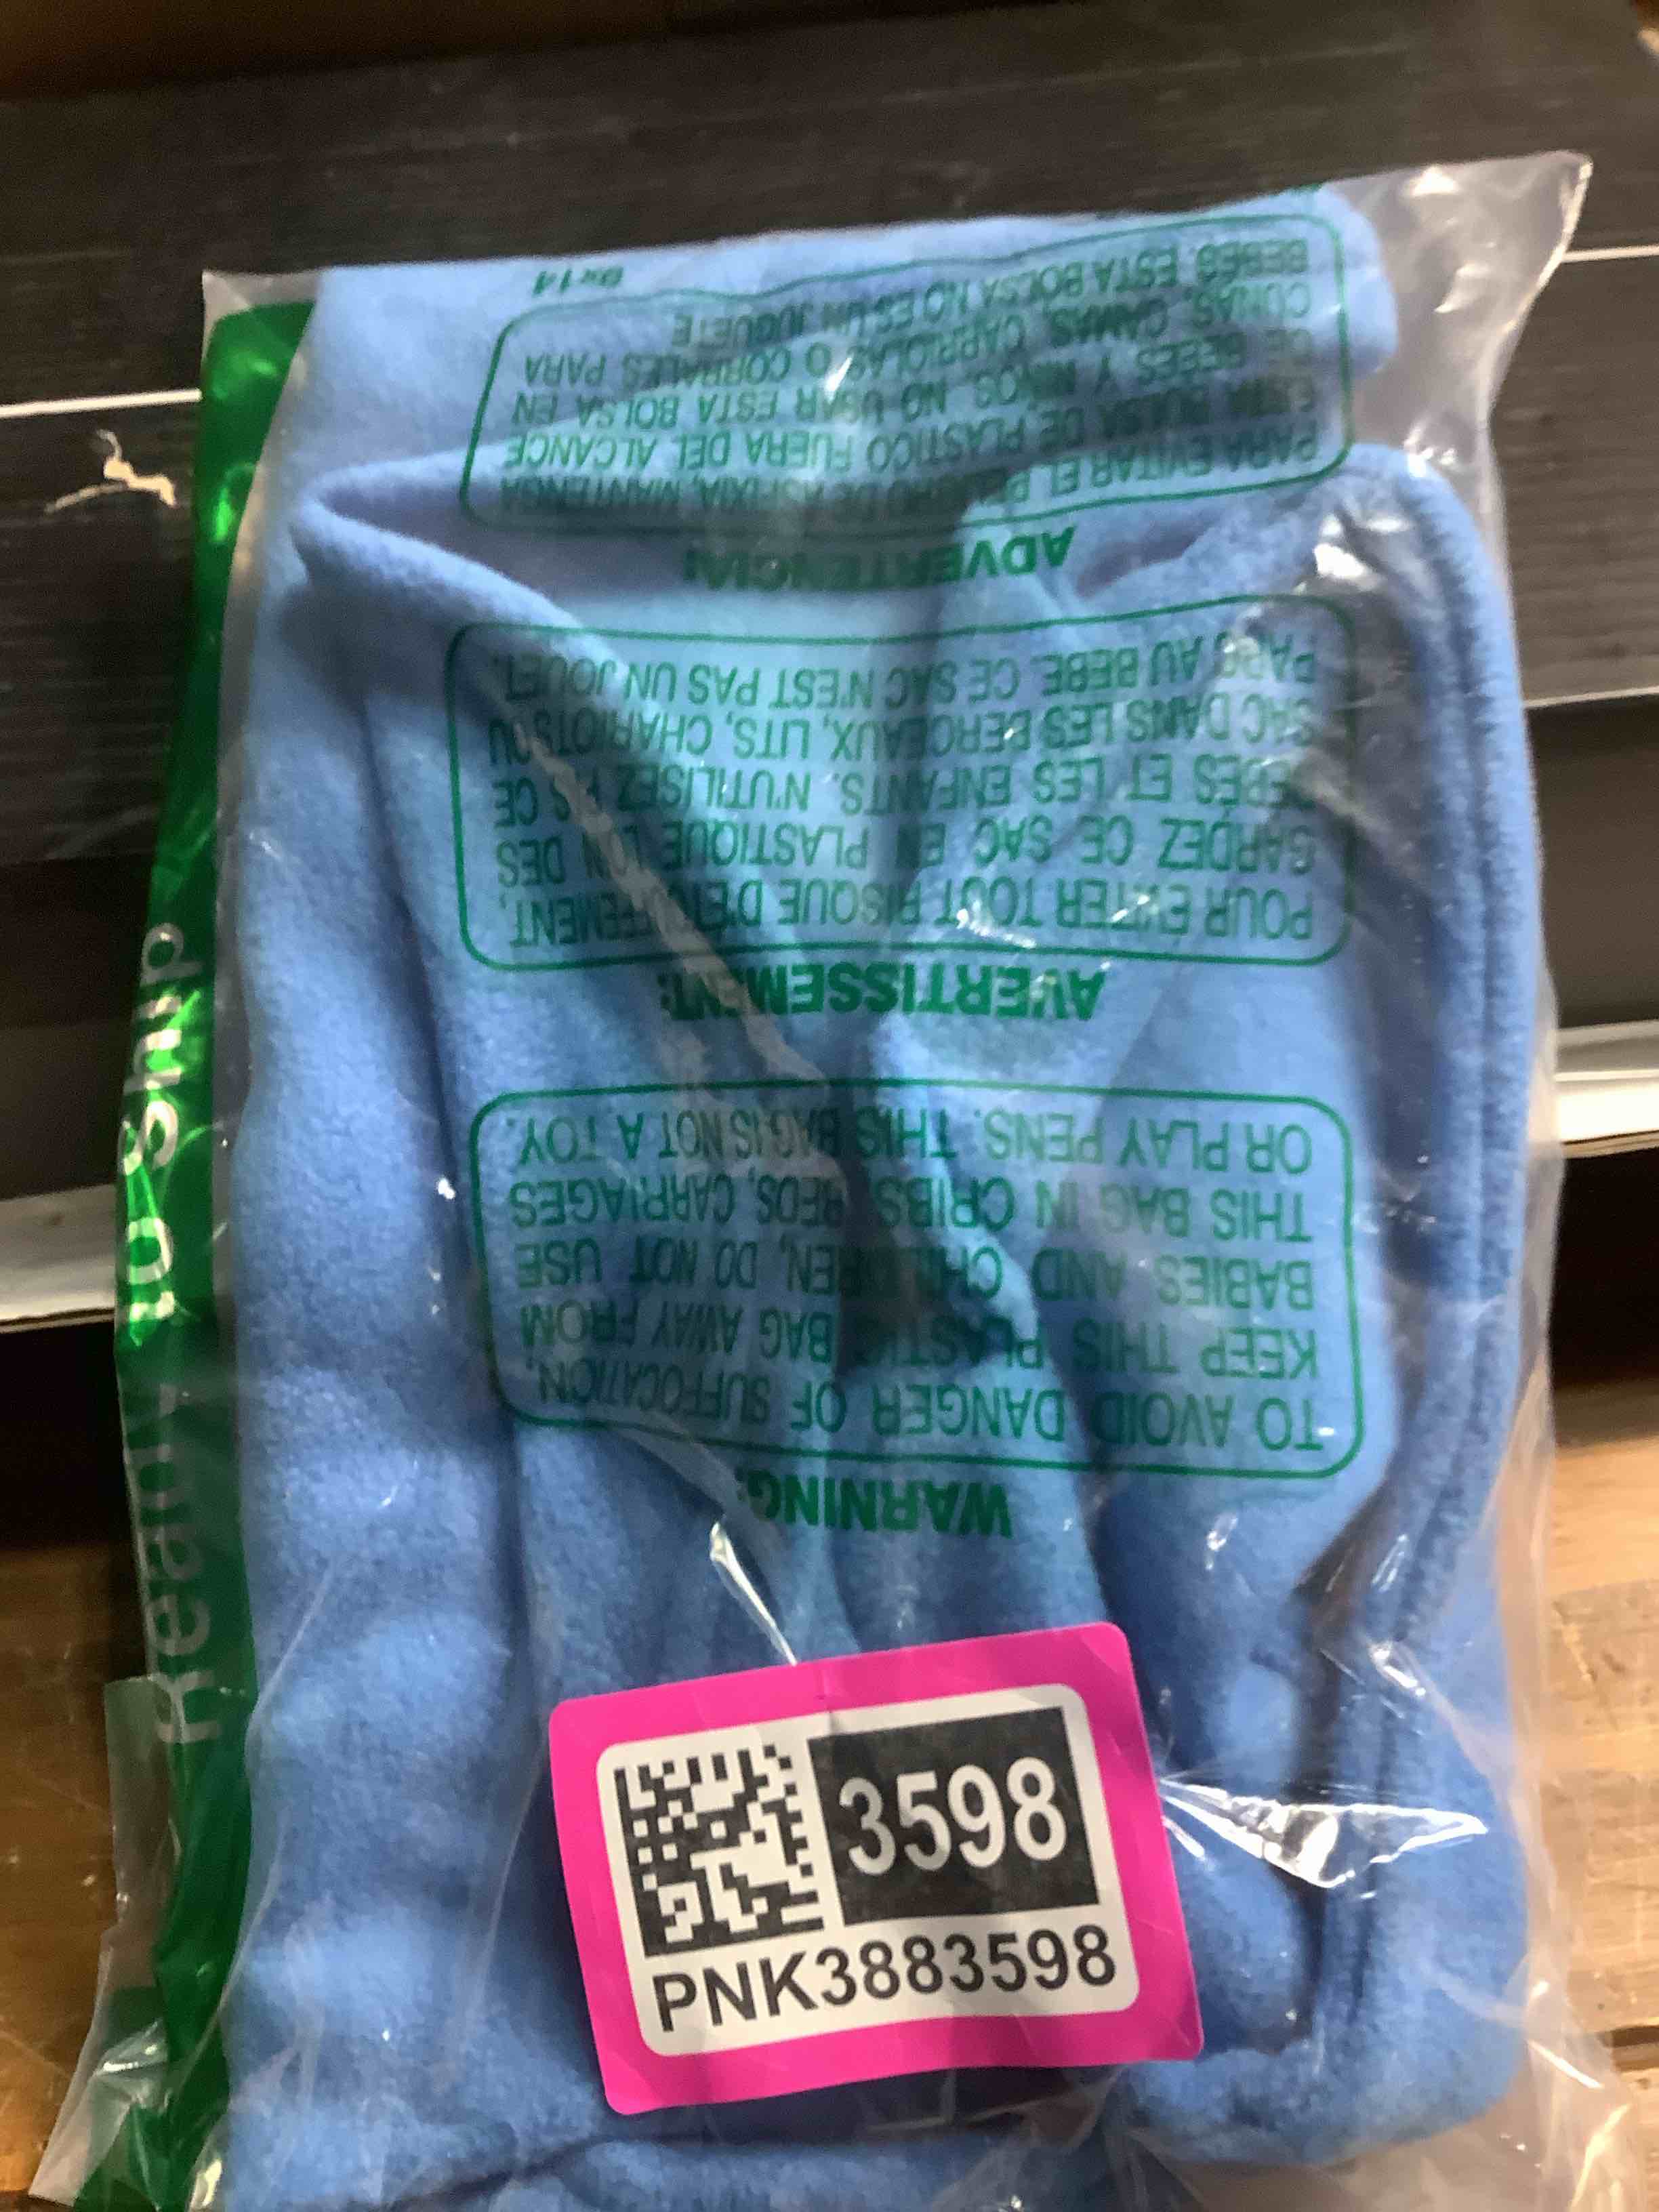 WARNING:
TO AVOID DANGER OF SUFFOCATION,
KEEP THIS PLASTIC BAG AWAY FROM
BABIES AND CHILDREN, DO NOT USE
THIS BAG IN CRIBS, BEDS, CARRIAGES
OR PLAY PENS. THIS BAG IS NOT A TOY.
AVERTISSEMENT:
POUR EVITER TOUT RISQUE D'ÉTOUFFEMENT,
GARDEZ CE SAC EN PLASTIQUE LOIN DES
BÉBÉS ET LES ENFANTS. N'UTILISEZ PAS CE
SAC DANS LES BERCEAUX, LITS, CHARIOTS OU
PARC AU BEBE. CE SAC N'EST PAS UN JOUET.
ADVERTENCIA:
PARA EVITAR EL PELIGRO DE ASFIXIA, MANTENGA
ESTA BOLSA DE PLASTICO FUERA DEL ALCANCE
DE BEBES Y NIÑOS. NO USAR ESTA BOLSA EN
CUNAS, CAMAS, CARRIOLAS O CORRALES PARA
BEBES. ESTA BOLSA NO ES UN JUGUETE
9x14
Ready to Ship
3598
PNK3883598